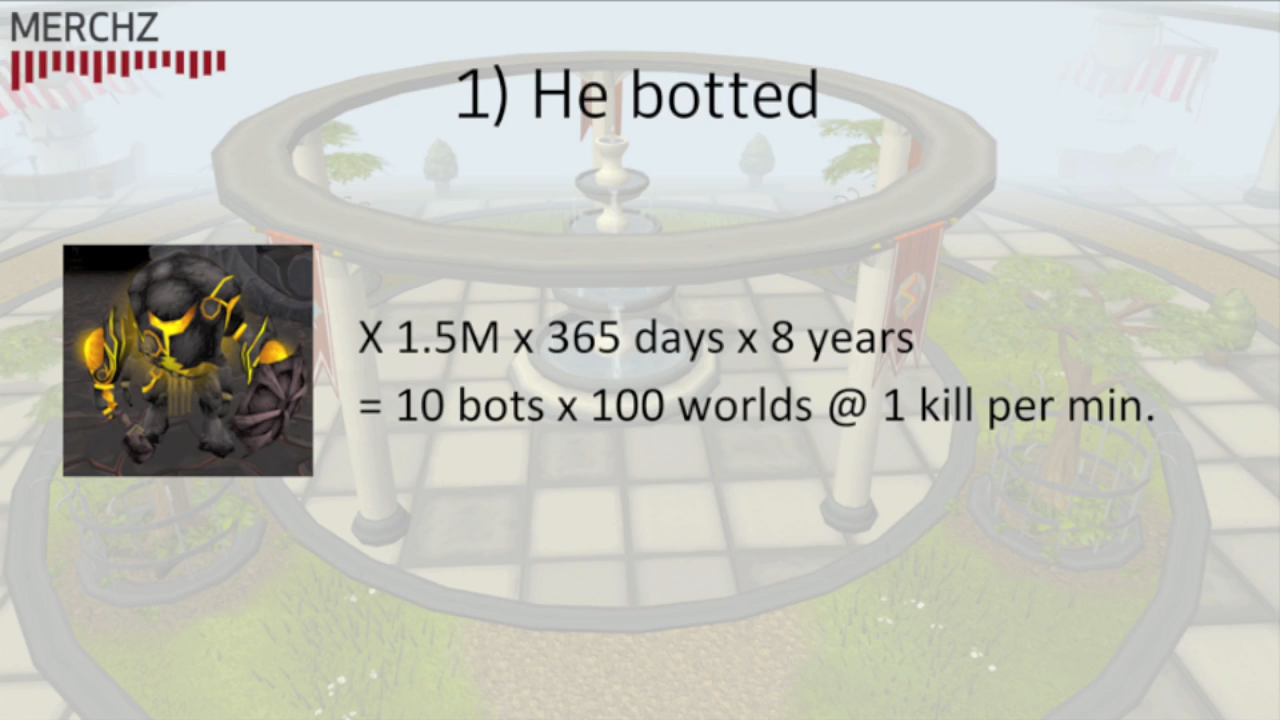 MERCHZ
1) He botted
X 1.5M x 365 days x 8 years
= 10 bots x 100 worlds @ 1 kill per min.